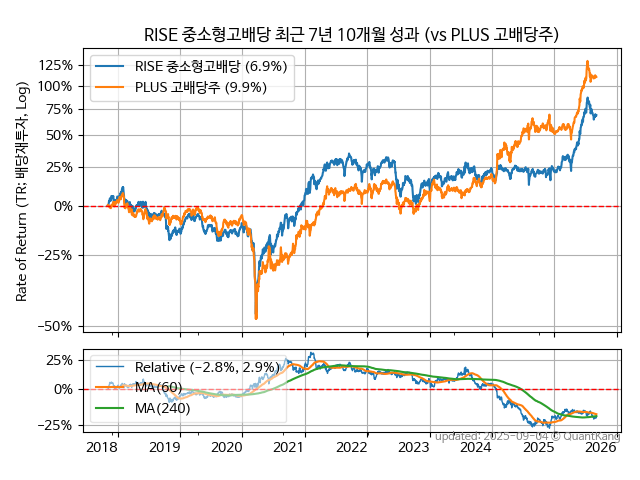 RISE 중소형고배당 최근 7년 10개월 성과 (vs PLUS 고배당주)
Rate of Return (TR: 배당재투자, Log)
125%
100%
75%
50%
25%
0%
−25%
−50%
RISE 중소형고배당 (6.9%)
PLUS 고배당주 (9.9%)
25%
0%
−25%
Relative (−2.8%, 2.9%)
MA(60)
MA(240)
2018 2019 2020 2021 2022 2023 2024 2025 2026
updated: 2025-09-04 © QuantKang